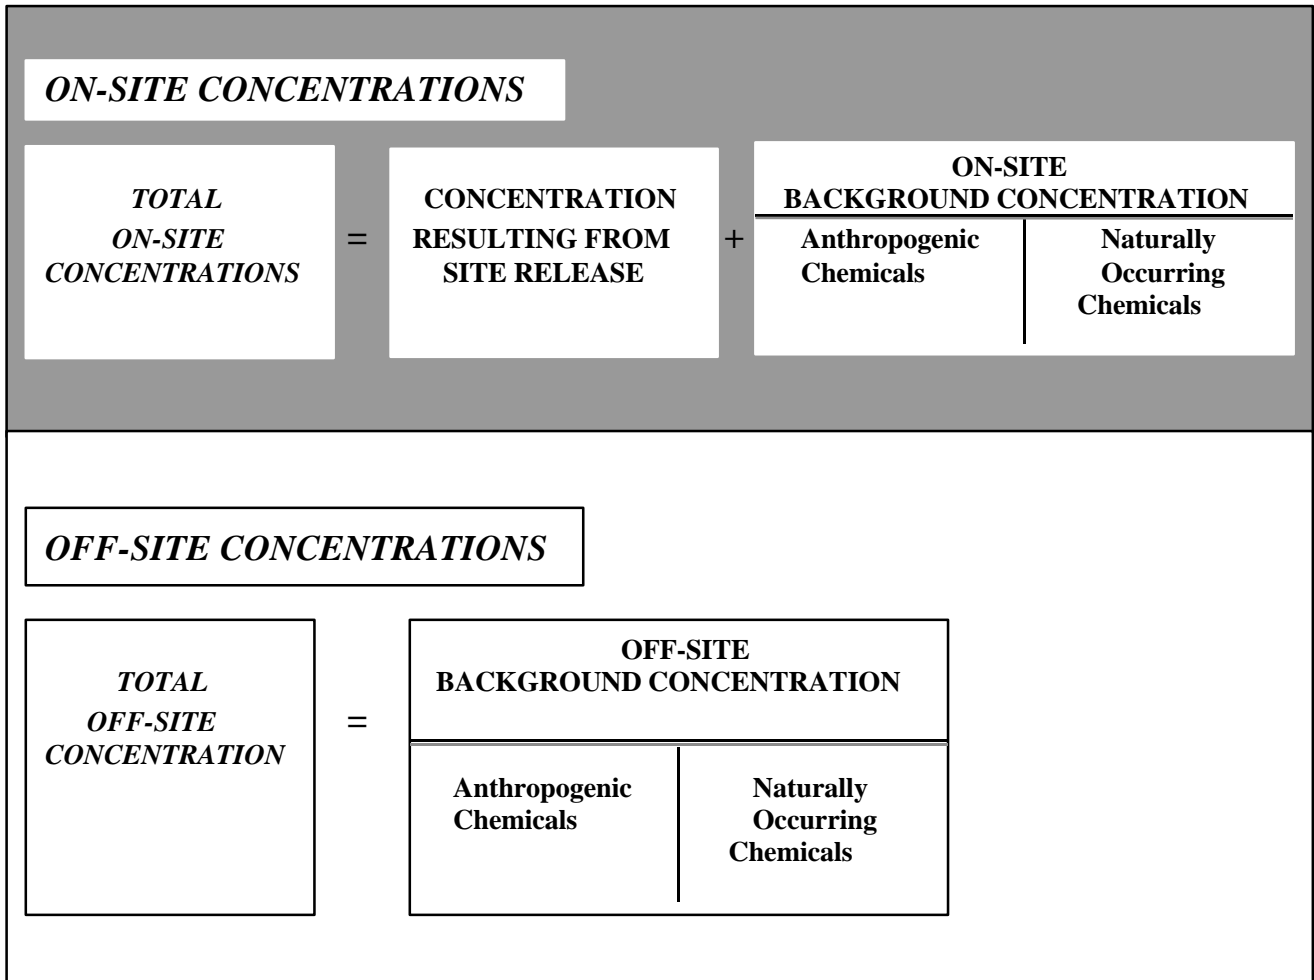 ON-SITE CONCENTRATIONS
TOTAL
ON-SITE
CONCENTRATIONS
=
CONCENTRATION
RESULTING FROM
SITE RELEASE
+
ON-SITE
BACKGROUND CONCENTRATION
Anthropogenic
Chemicals
Naturally
Occurring
Chemicals
OFF-SITE CONCENTRATIONS
TOTAL
OFF-SITE
CONCENTRATION
=
OFF-SITE
BACKGROUND CONCENTRATION
Anthropogenic
Chemicals
Naturally
Occurring
Chemicals